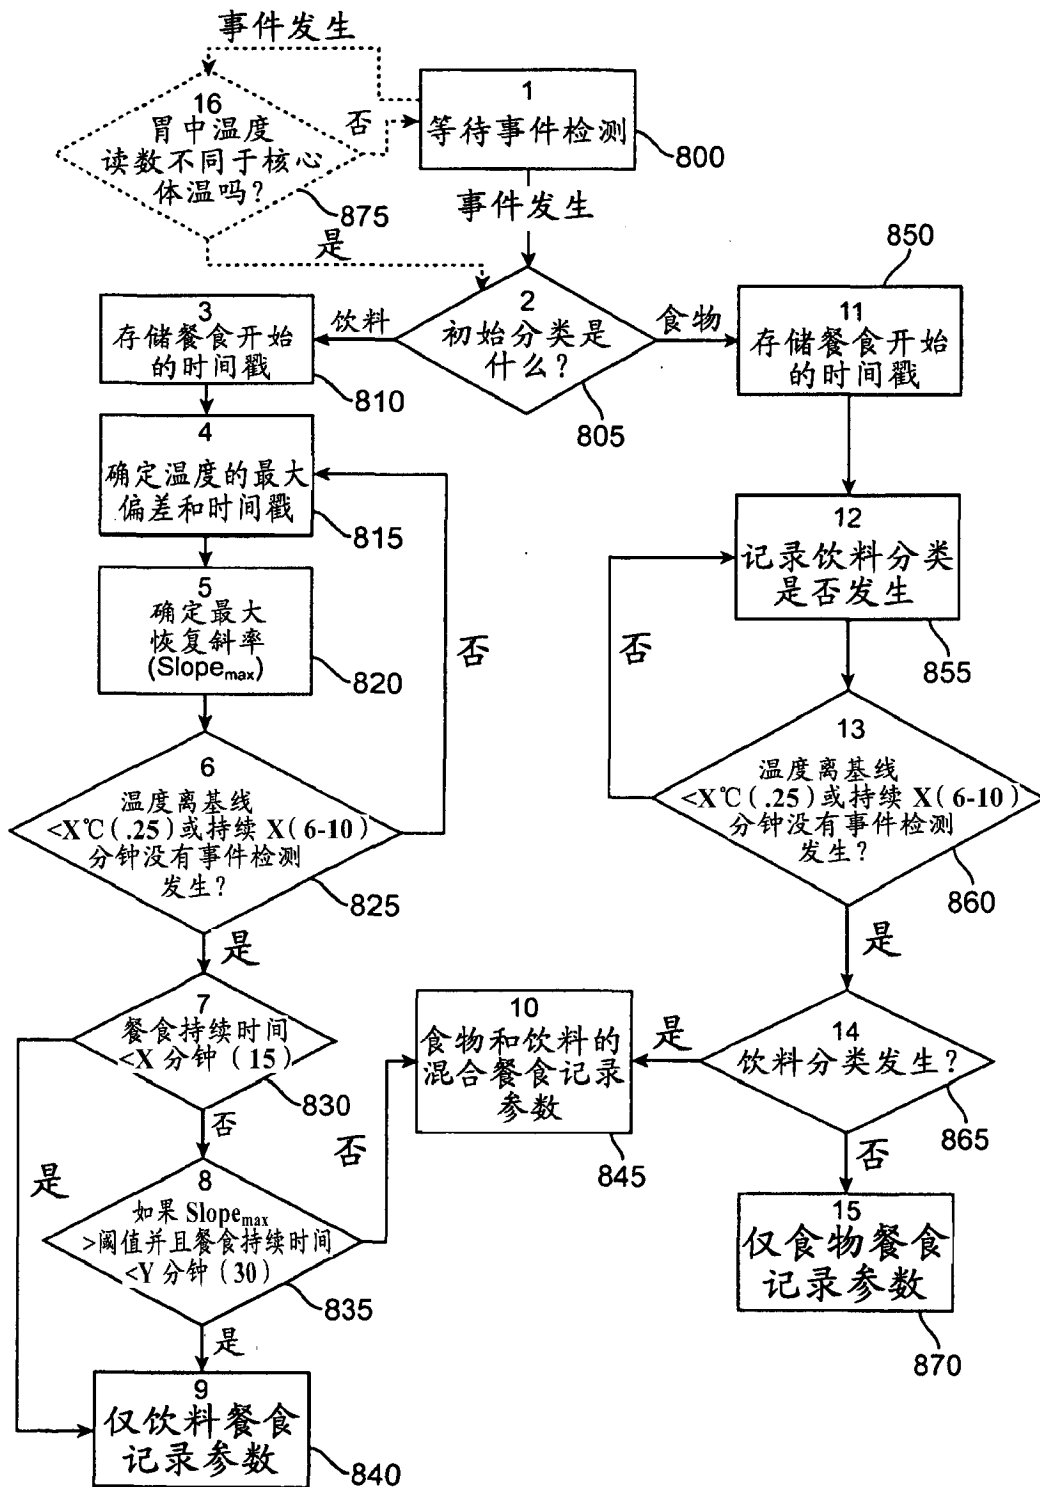 事件发生
16
胃中温度
读数不同于核心
体温吗？
875
否
是
1
等待事件检测
800
事件发生
2
初始分类是
什么？
805
饮料
食物
3
存储餐食开始
的时间戳
810
4
确定温度的最大
偏差和时间戳
815
5
确定最大
恢复斜率
(Slopemax)
820
否
6
温度离基线
<X℃(.25)或持续 X(6-10)
分钟没有事件检测
发生？
825
是
7
餐食持续时间
<X 分钟（15）
830
否
是
8
如果 Slopemax
>阈值并且餐食持续时间
<Y 分钟（30）
835
否
是
9
仅饮料餐食
记录参数
840
10
食物和饮料的
混合餐食记录
参数
845
850
11
存储餐食开始
的时间戳
12
记录饮料分类
是否发生
855
否
13
温度离基线
<X℃(.25)或持续 X(6-10)
分钟没有事件检测
发生？
860
是
14
饮料分类发生？
865
是
否
15
仅食物餐食
记录参数
870